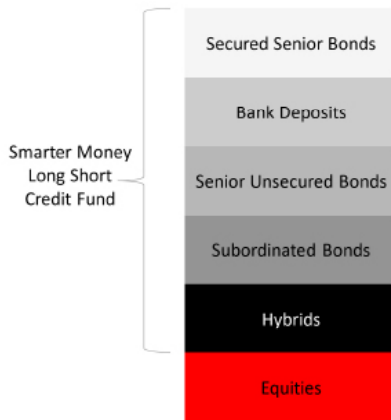 Secured Senior Bonds
Bank Deposits
Smarter Money
Long Short
Credit Fund
Senior Unsecured Bonds
Subordinated Bonds
Hybrids
Equities